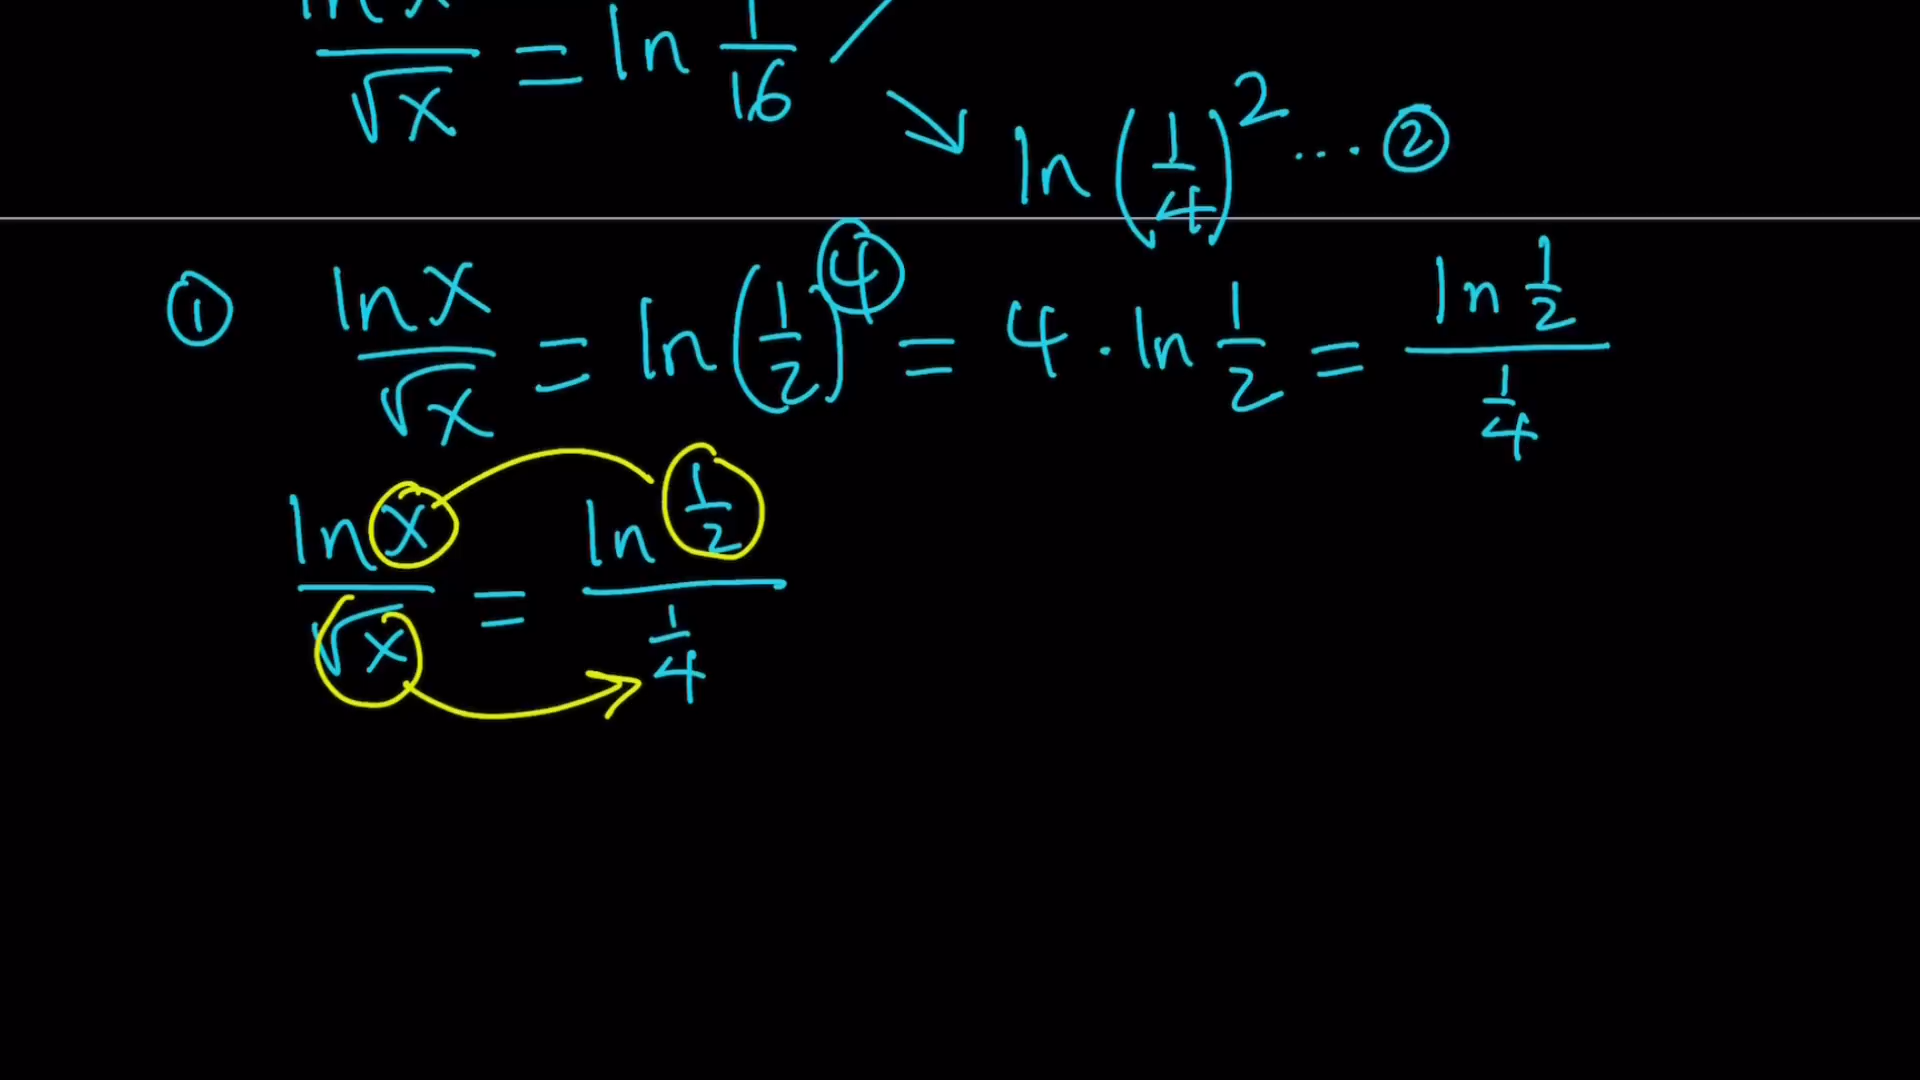 ln x / √x = ln 1/16
ln (1/4)^2 ... ②
① ln x / √x = ln (1/2)^4 = 4 · ln 1/2 = ln 1/2 / 1/4
ln x / √x = ln 1/2 / 1/4